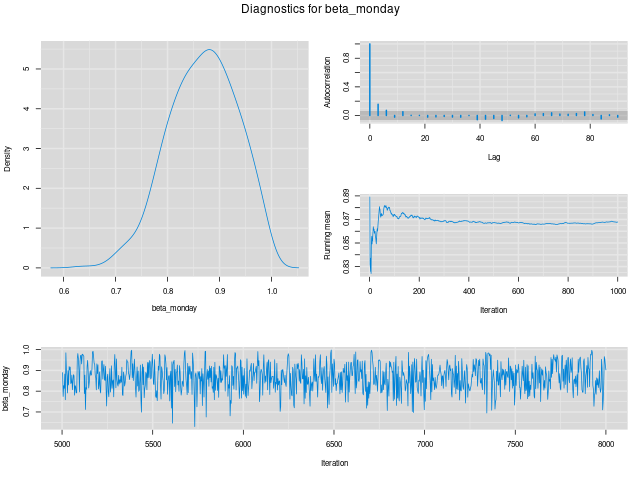 Diagnostics for beta_monday
Density
0 1 2 3 4 5
0.6 0.7 0.8 0.9 1.0
beta_monday
Autocorrelation
0.0 0.4 0.8
0 20 40 60 80
Lag
Running mean
0.83 0.85 0.87 0.89
0 200 400 600 800 1000
Iteration
beta_monday
0.7 0.8 0.9 1.0
5000 5500 6000 6500 7000 7500 8000
Iteration